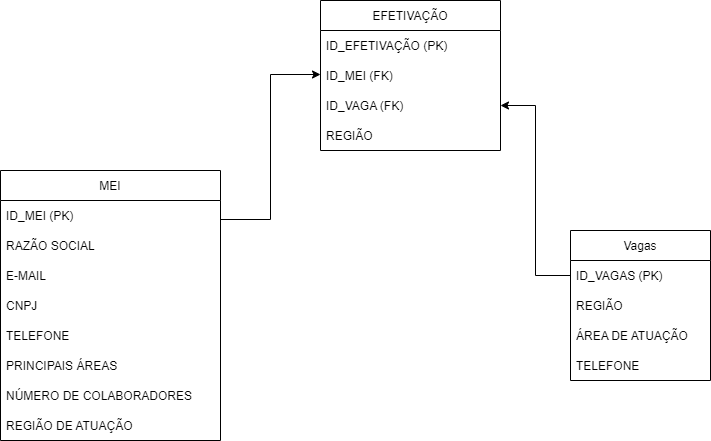 EFETIVAÇÃO
ID_EFETIVAÇÃO (PK)
ID_MEI (FK)
ID_VAGA (FK)
REGIÃO
MEI
ID_MEI (PK)
RAZÃO SOCIAL
E-MAIL
CNPJ
TELEFONE
PRINCIPAIS ÁREAS
NÚMERO DE COLABORADORES
REGIÃO DE ATUAÇÃO
Vagas
ID_VAGAS (PK)
REGIÃO
ÁREA DE ATUAÇÃO
TELEFONE